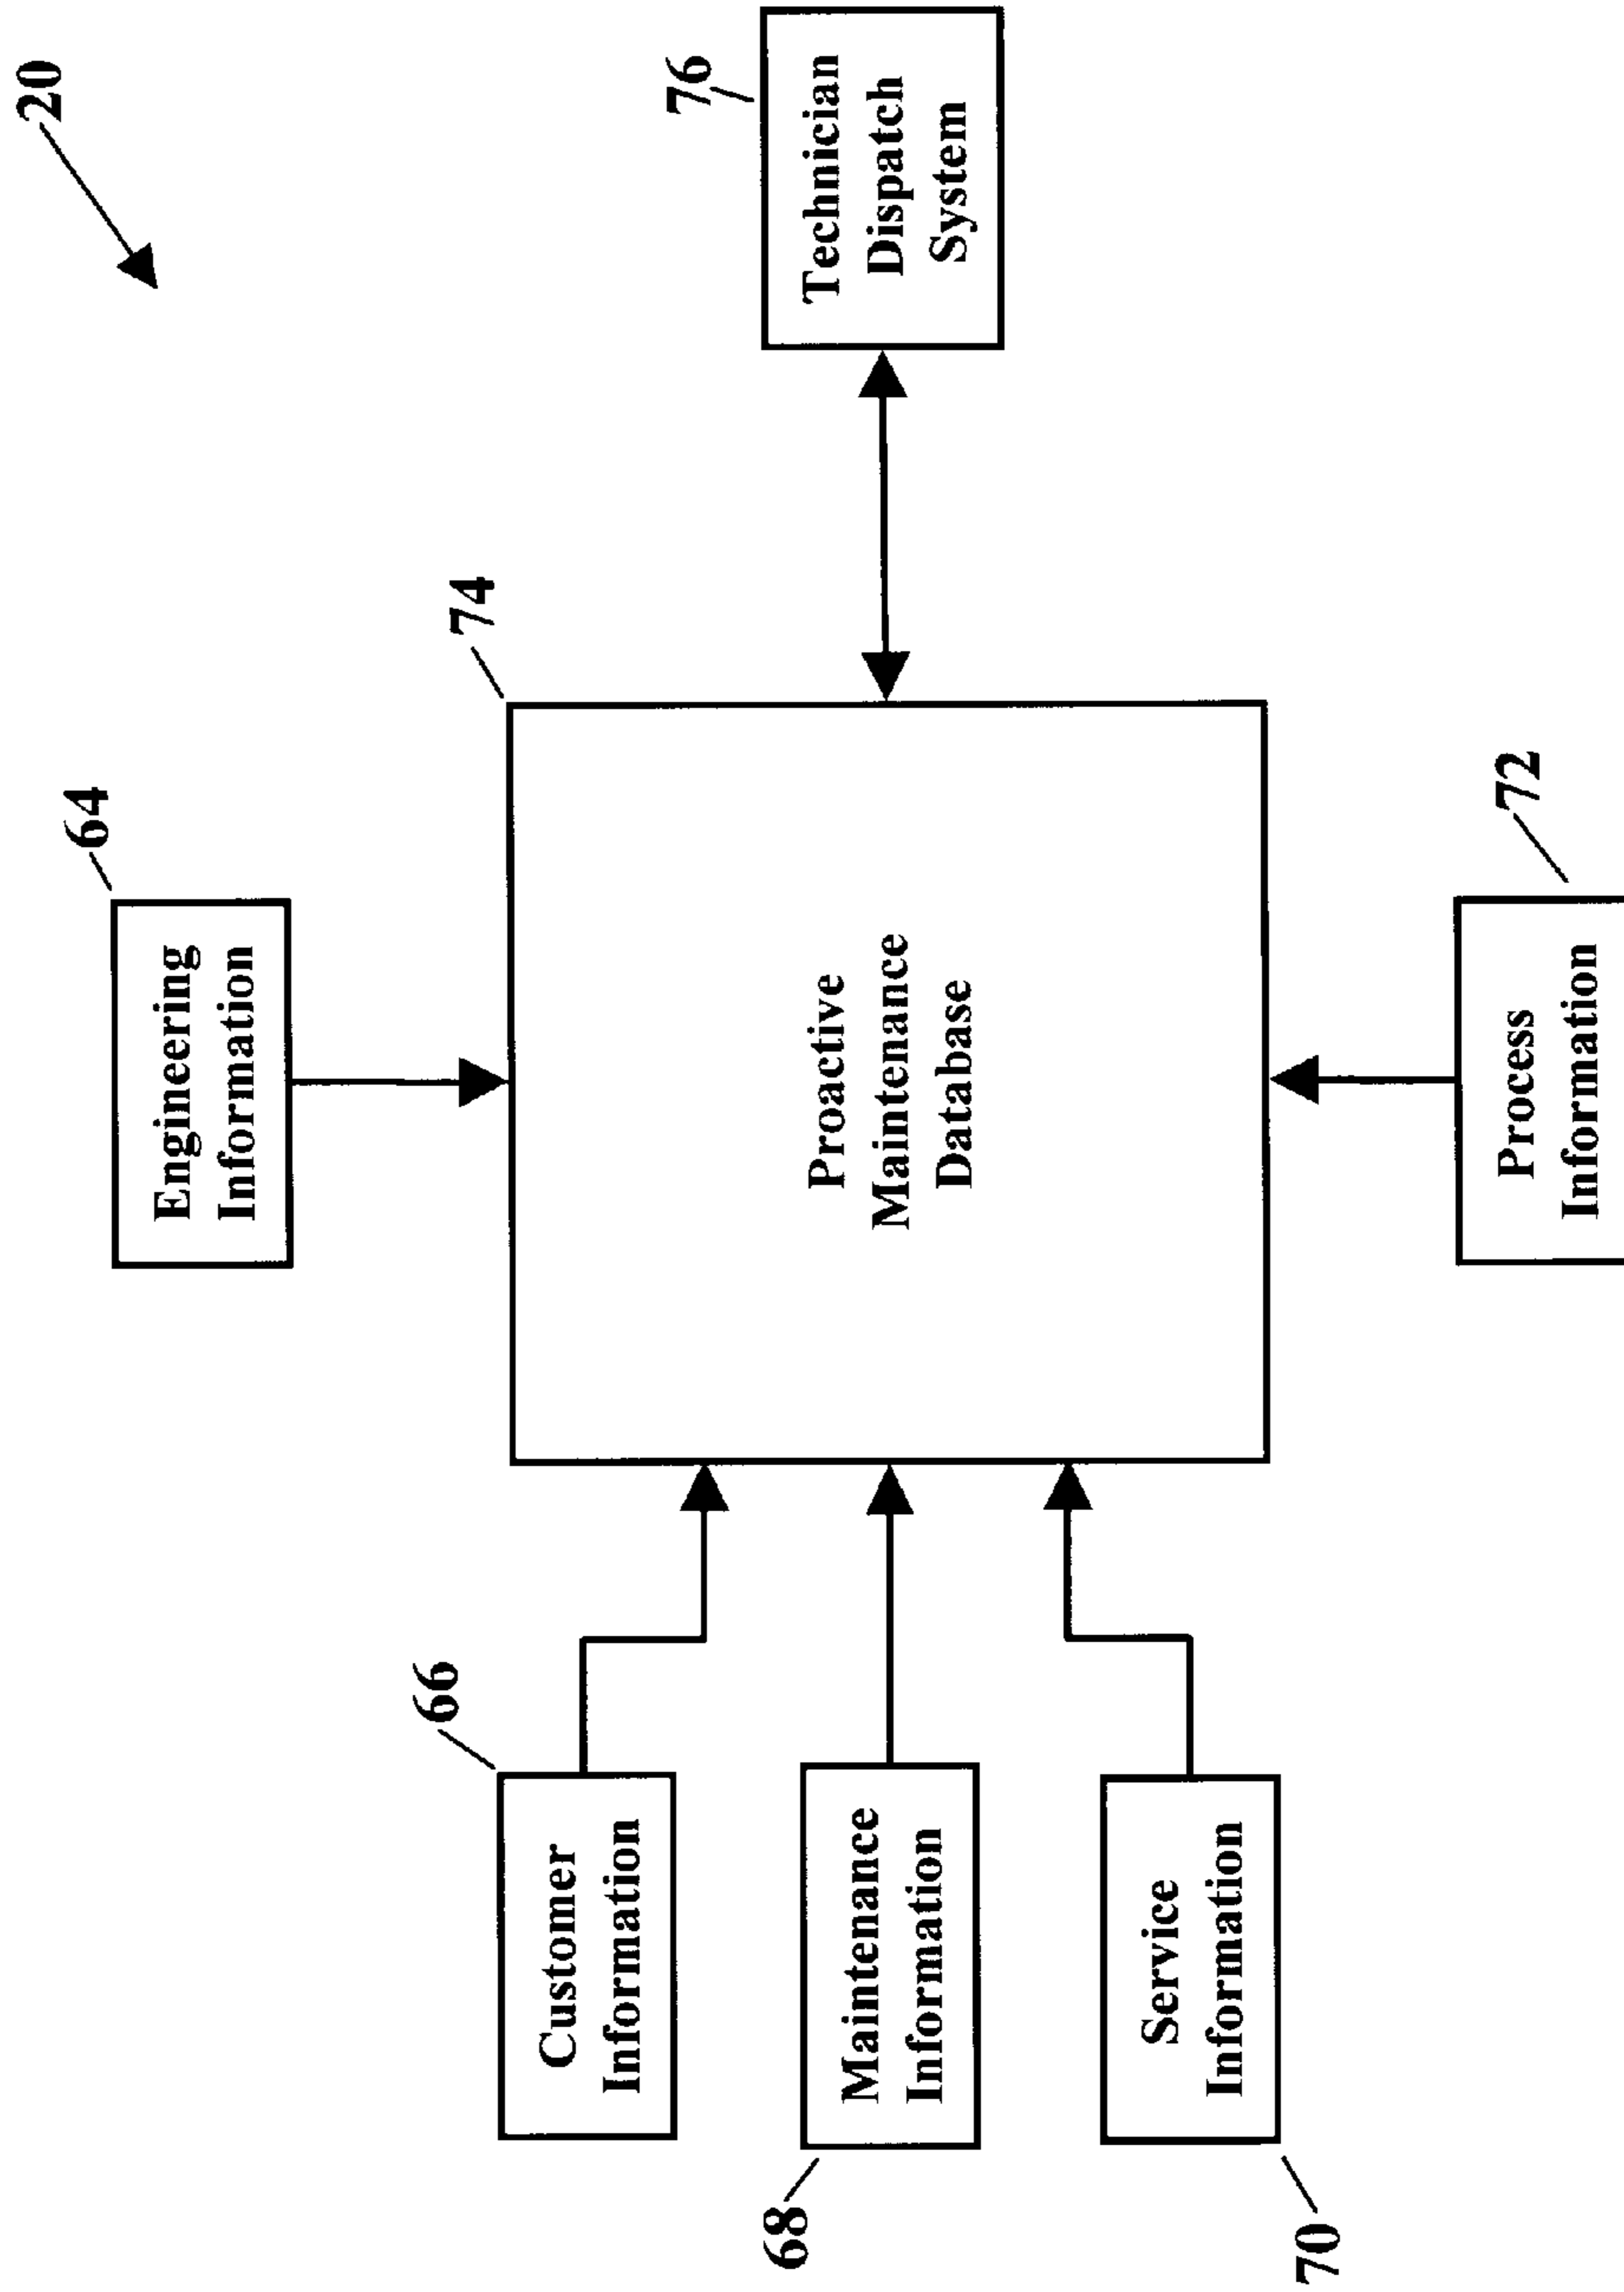 20
64
Engineering
Information
66
Customer
Information
74
Proactive
Maintenance
Database
76
Technician
Dispatch
System
68
Maintenance
Information
70
Service
Information
72
Process
Information